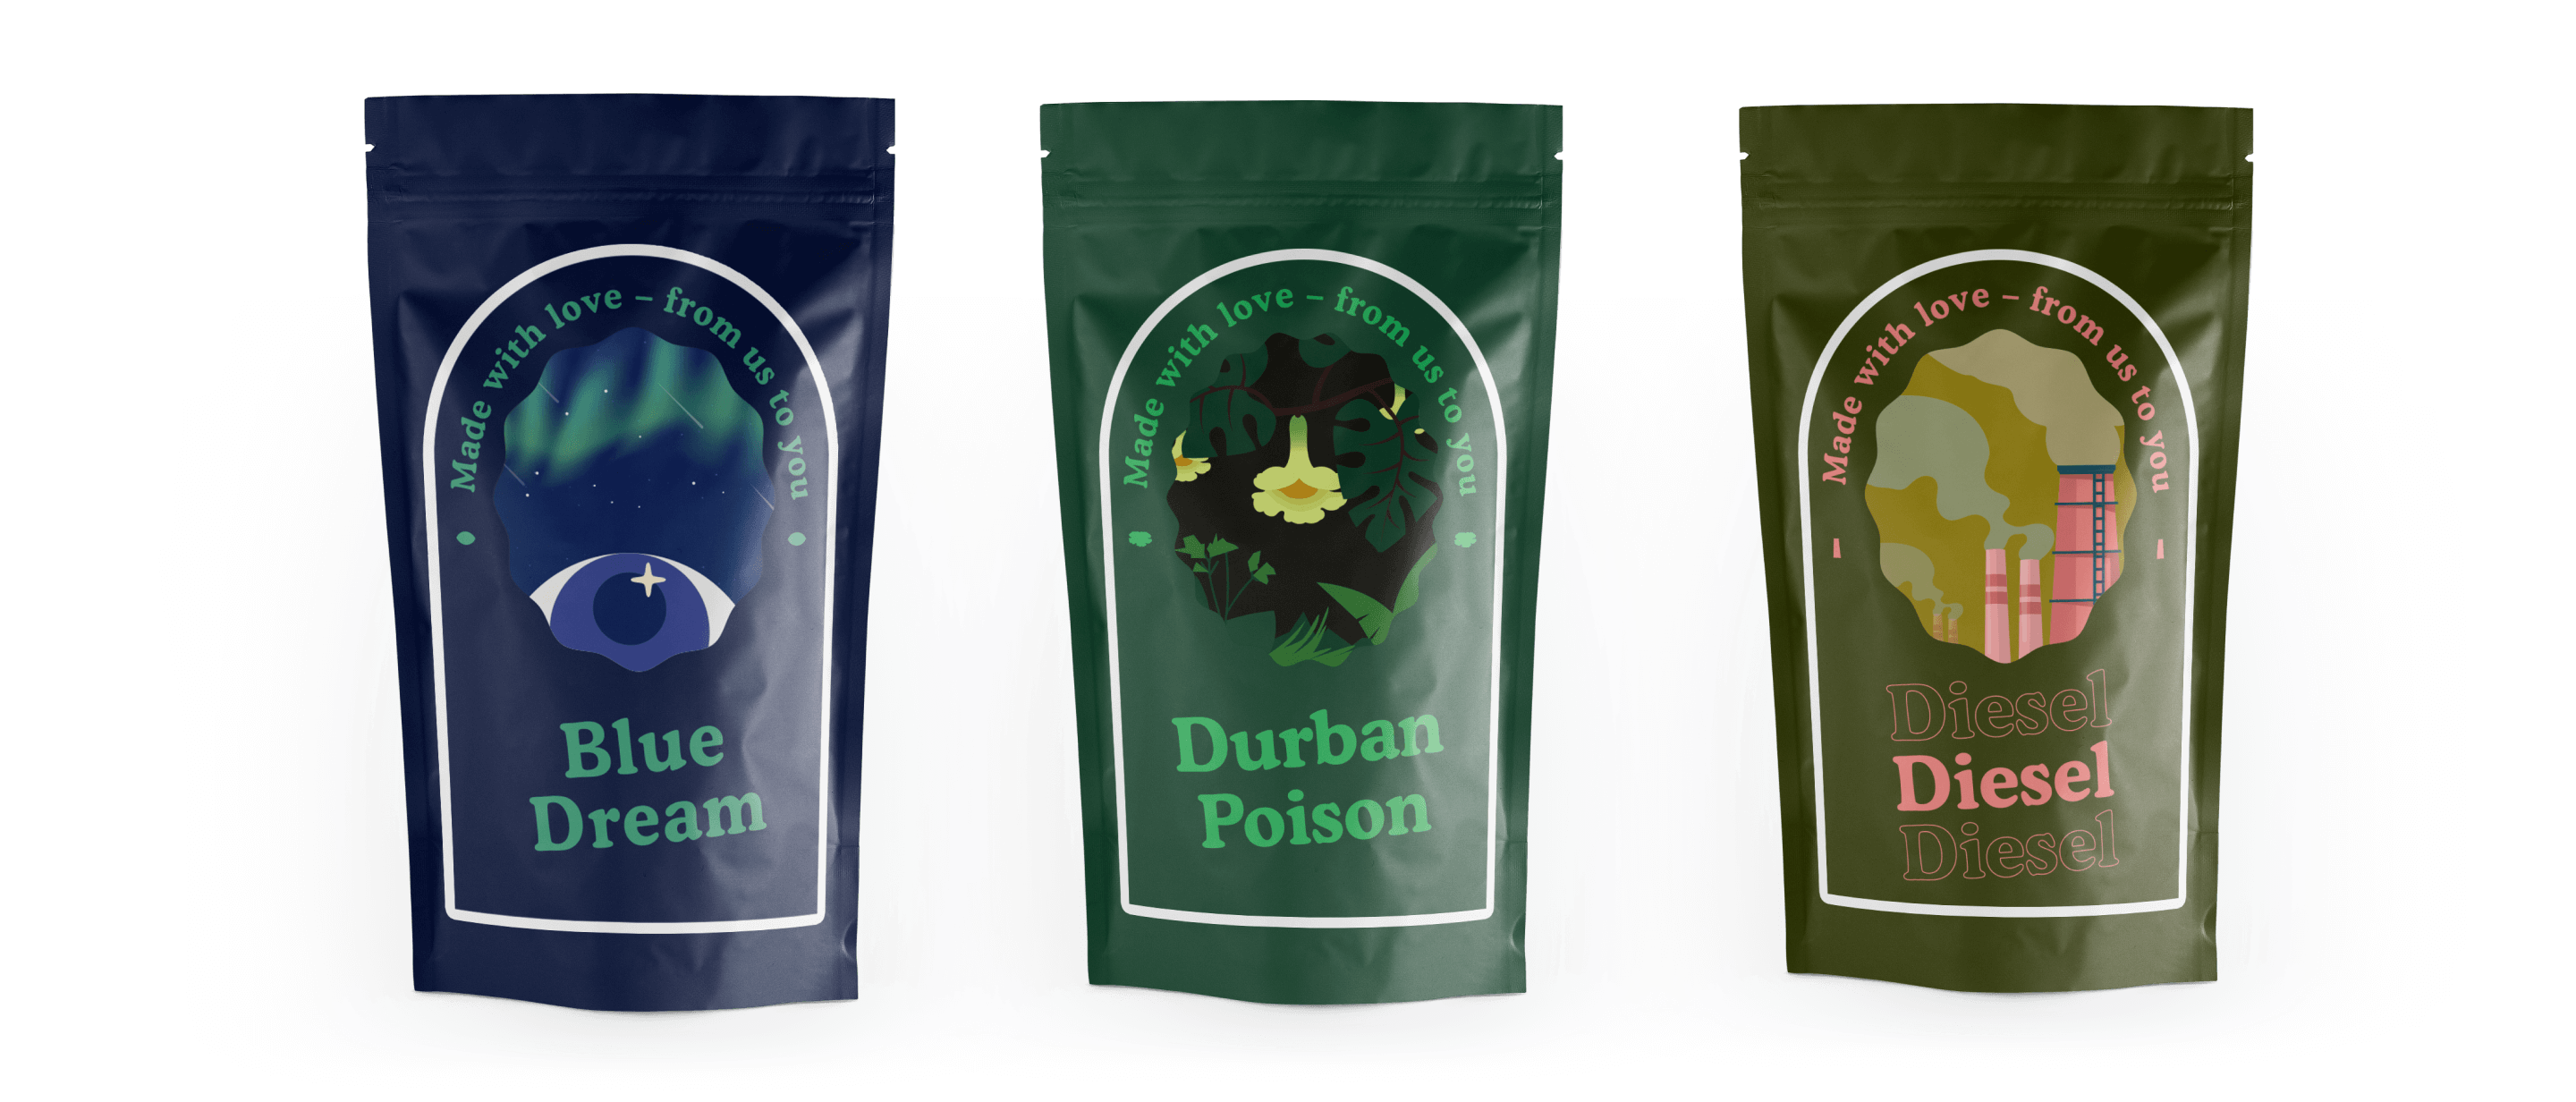 Made with love – from us to you
Blue
Dream
Made with love – from us to you
Durban
Poison
Made with love – from us to you
Diesel
Diesel
Diesel